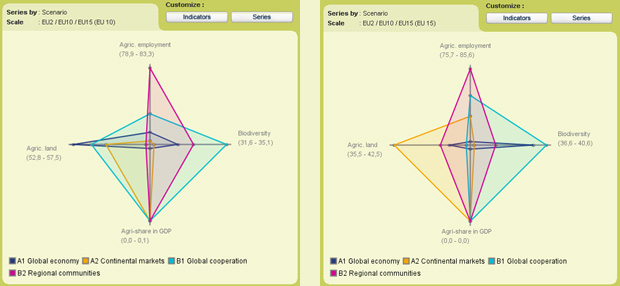 Series by : Scenario
Scale : EU2 / EU10 / EU15 (EU 10)
Customize :
Indicators
Series
Agric. employment
(78,9 - 83,3)
Biodiversity
(31,6 - 35,1)
Agric. land
(52,8 - 57,5)
Agri-share in GDP
(0,0 - 0,1)
A1 Global economy A2 Continental markets B1 Global cooperation
B2 Regional communities
Series by : Scenario
Scale : EU2 / EU10 / EU15 (EU 15)
Customize :
Indicators
Series
Agric. employment
(75,7 - 85,6)
Biodiversity
(36,6 - 40,6)
Agric. land
(35,5 - 42,5)
Agri-share in GDP
(0,0 - 0,0)
A1 Global economy A2 Continental markets B1 Global cooperation
B2 Regional communities